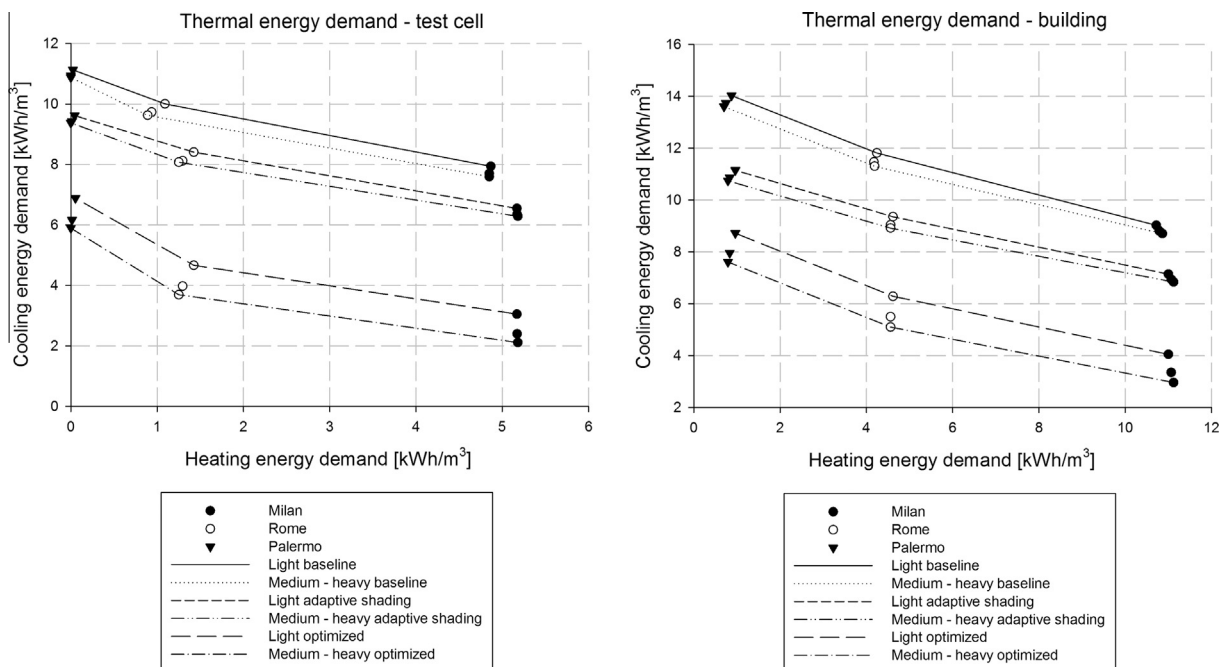 Thermal energy demand - test cell
12
10
8
6
4
2
0
Cooling energy demand [kWh/m³]
0 1 2 3 4 5 6
Heating energy demand [kWh/m³]
Milan
Rome
Palermo
Light baseline
Medium - heavy baseline
Light adaptive shading
Medium - heavy adaptive shading
Light optimized
Medium - heavy optimized
Thermal energy demand - building
16
14
12
10
8
6
4
2
Cooling energy demand [kWh/m³]
0 2 4 6 8 10 12
Heating energy demand [kWh/m³]
Milan
Rome
Palermo
Light baseline
Medium - heavy baseline
Light adaptive shading
Medium - heavy adaptive shading
Light optimized
Medium - heavy optimized